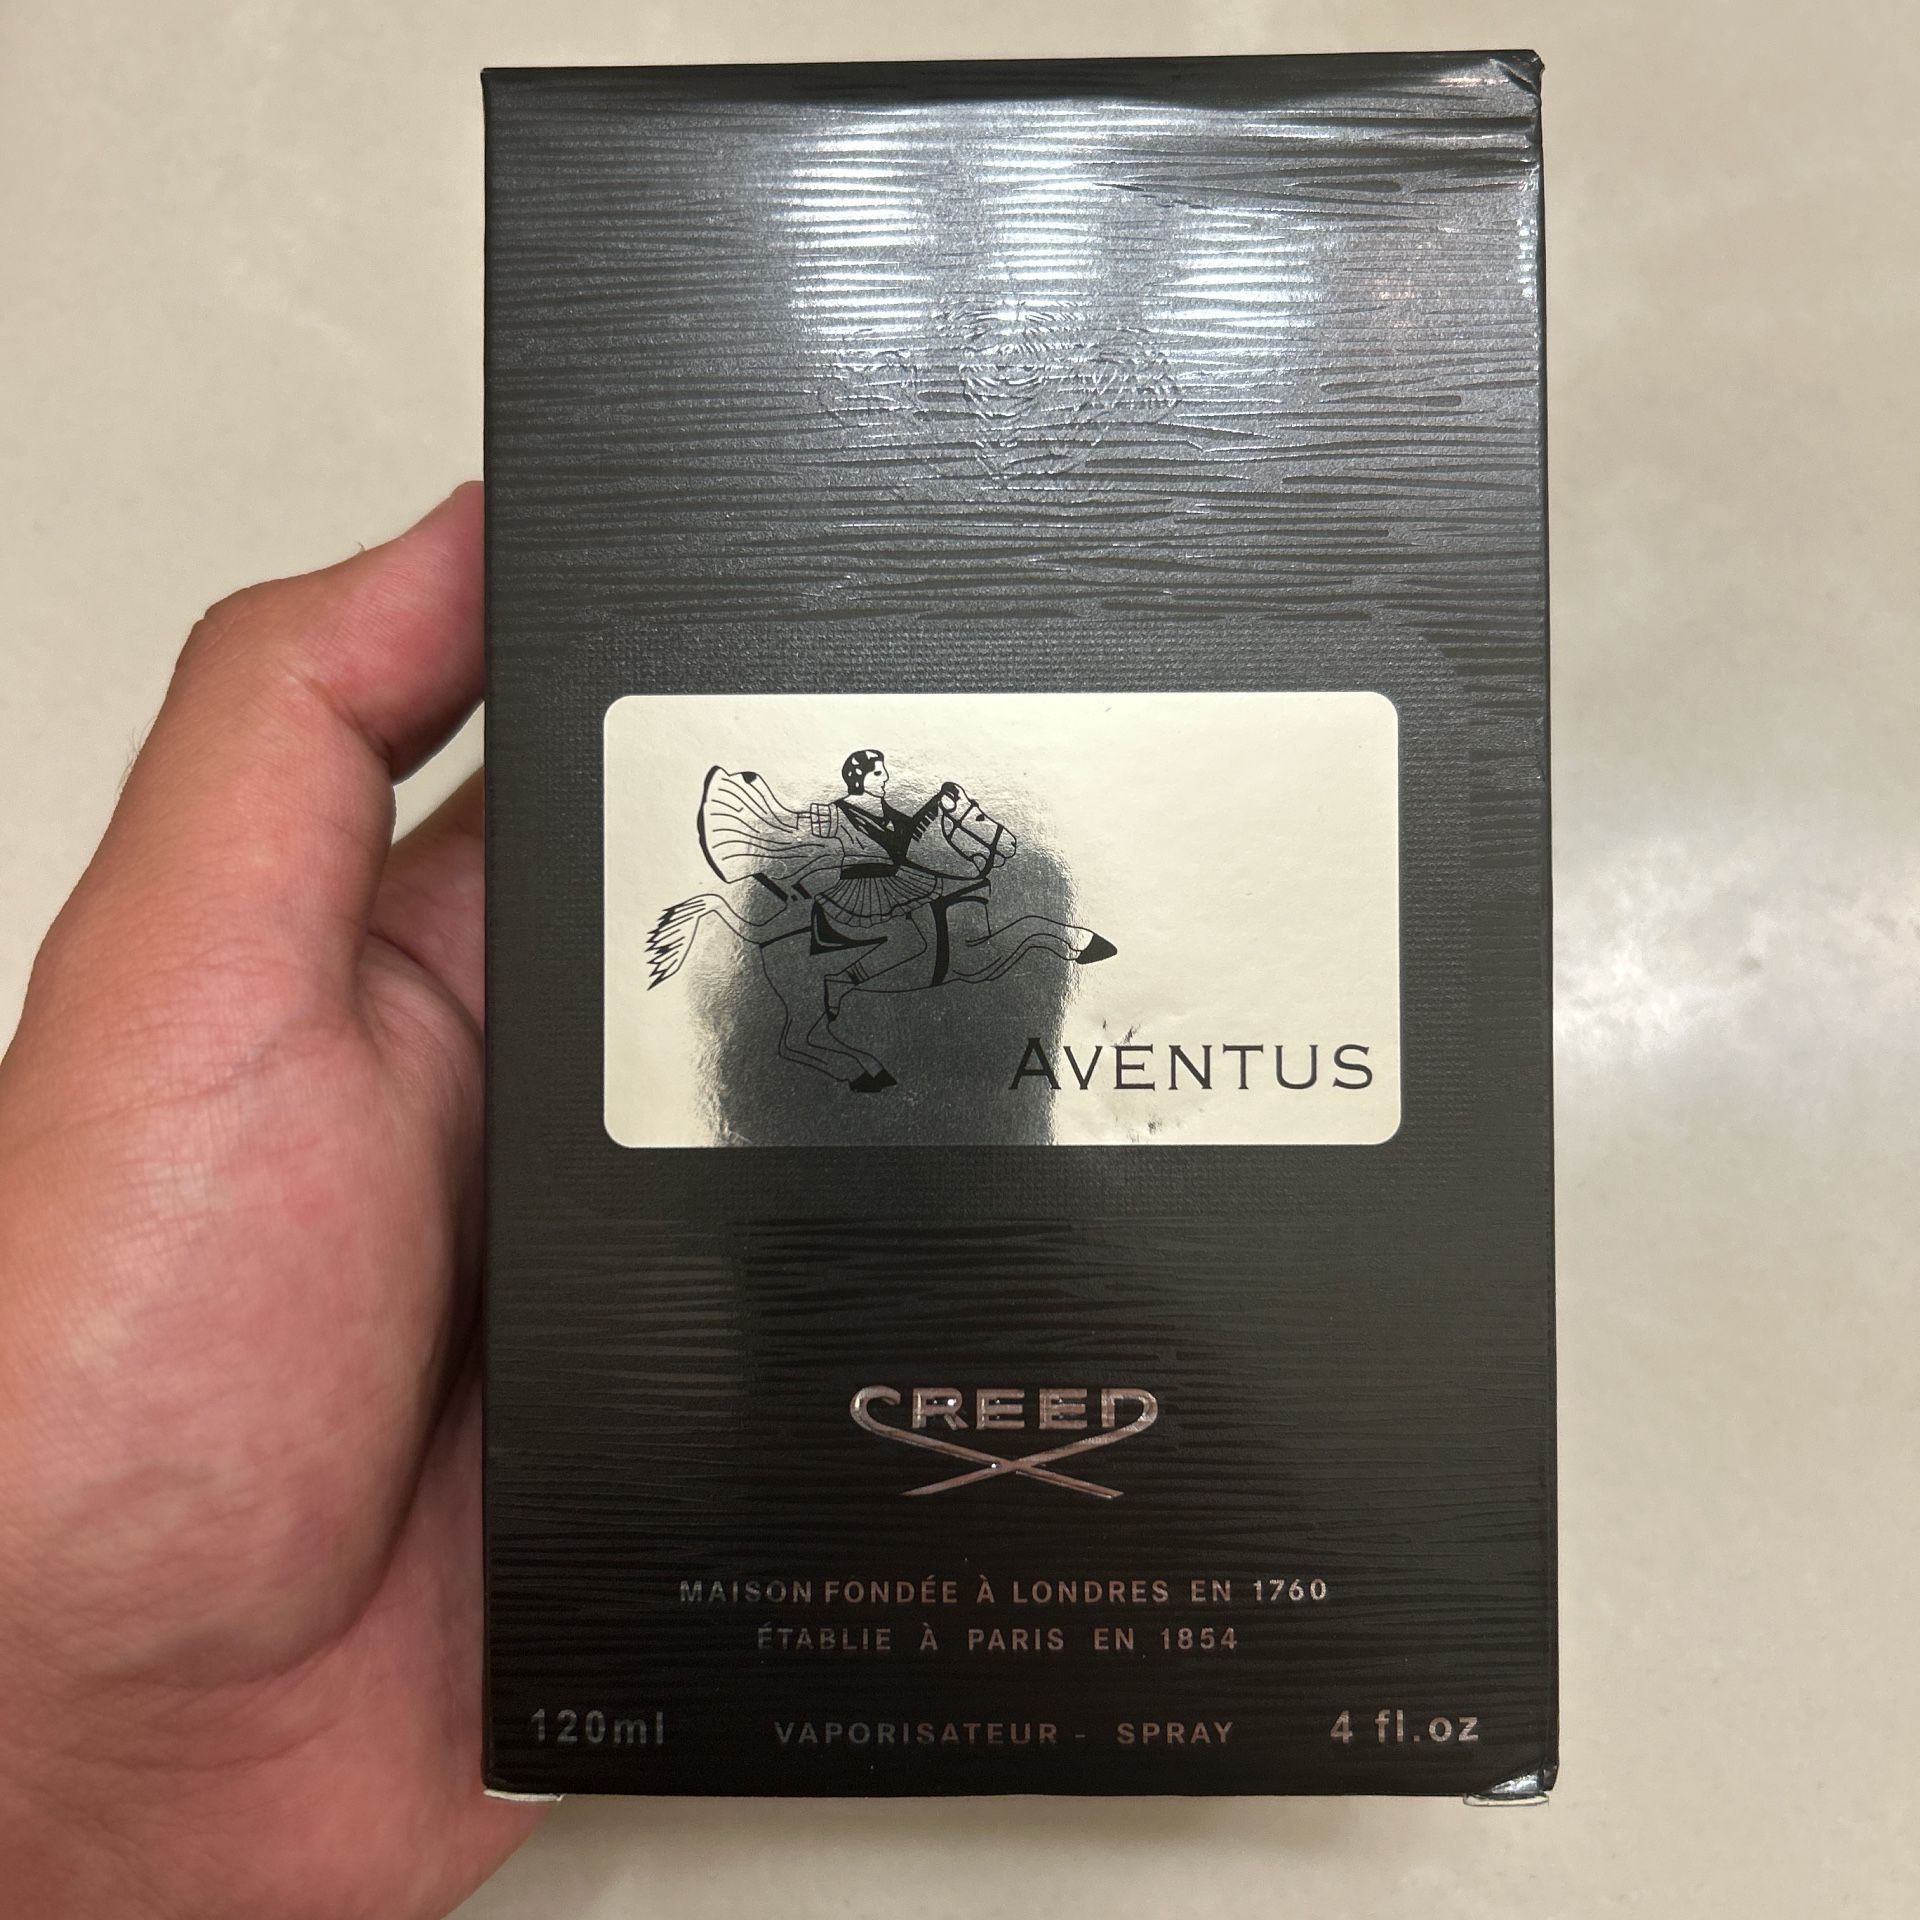 AVENTUS
CREED
MAISON FONDÉE À LONDRES EN 1760
ÉTABLIE À PARIS EN 1854
120ml VAPORISATEUR - SPRAY 4 fl.oz